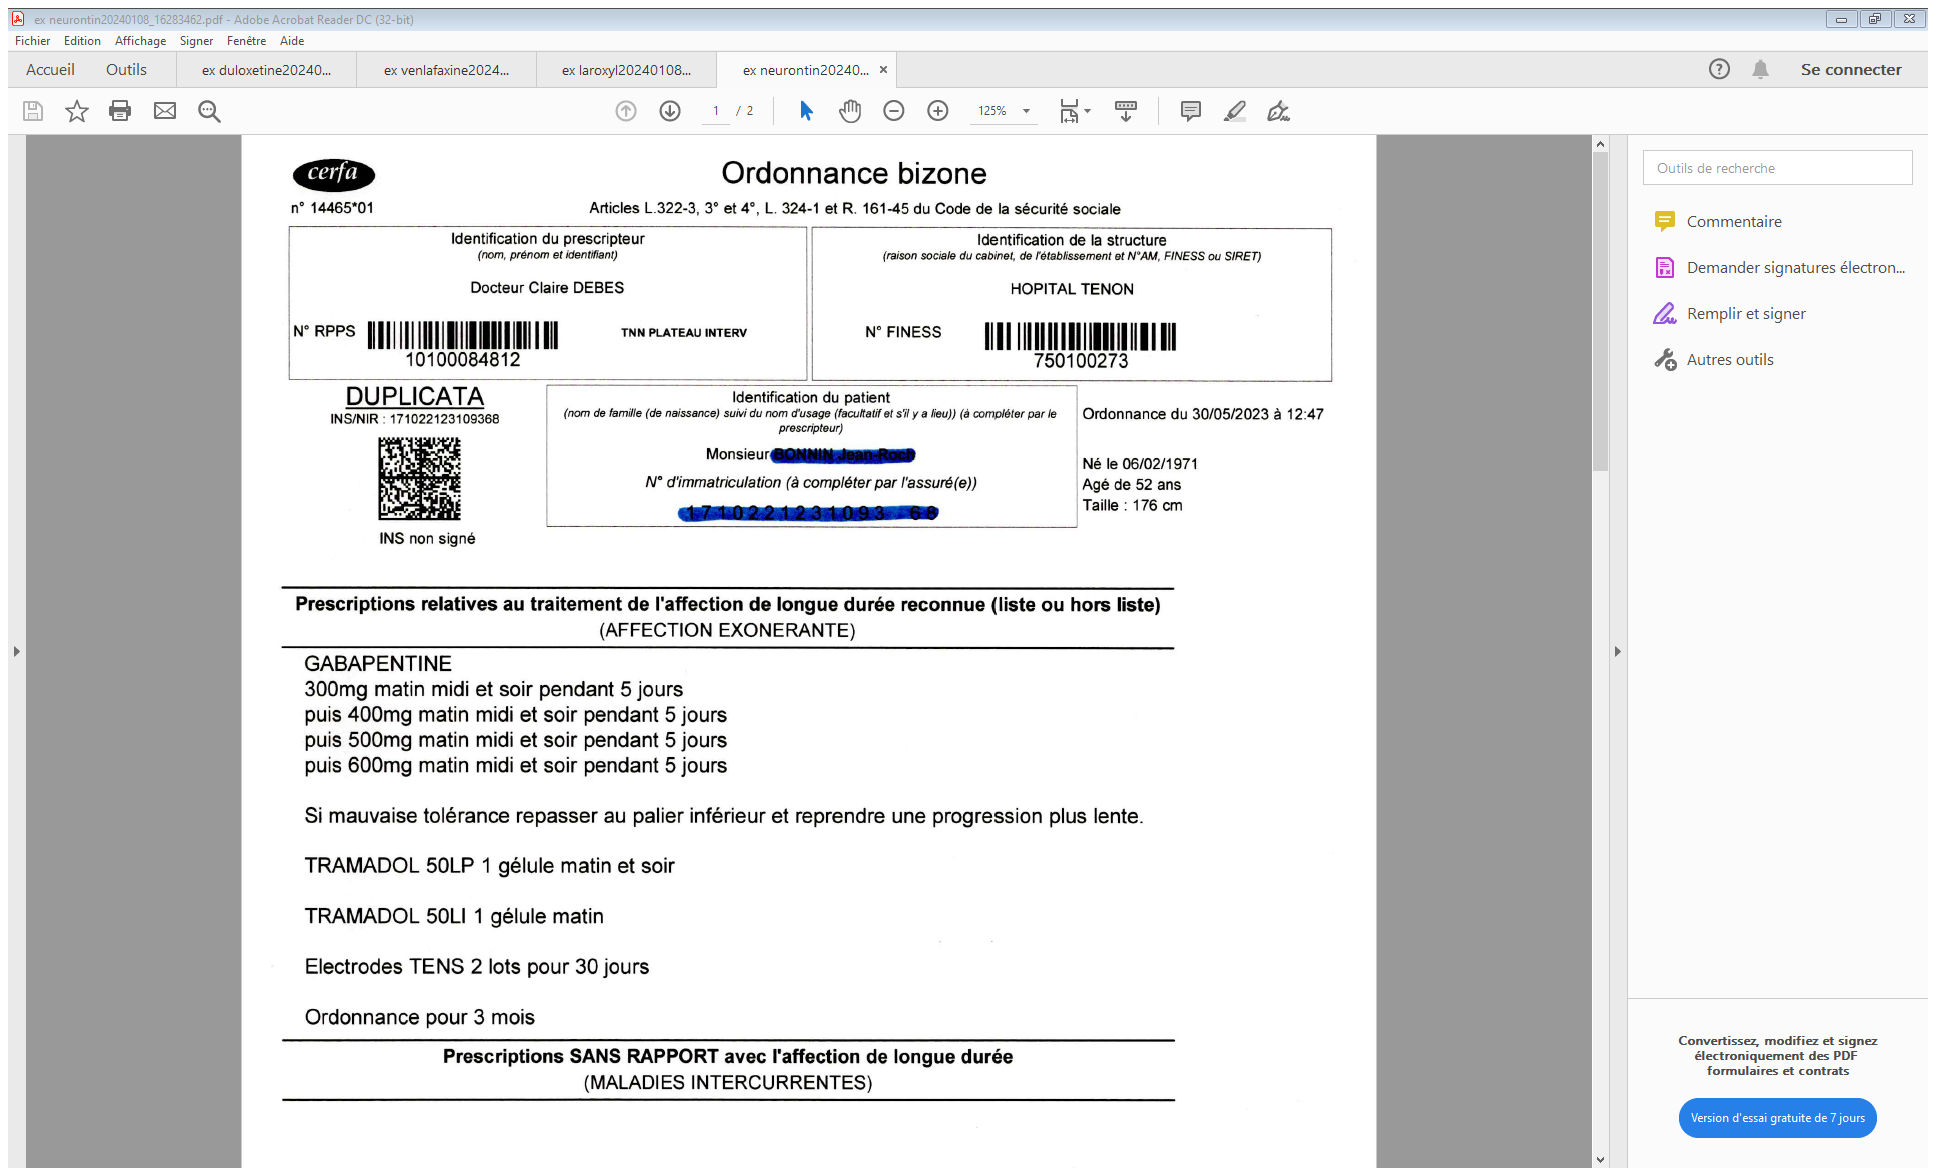 ex neurontin20240108_16283462.pdf - Adobe Acrobat Reader DC (32-bit)
Fichier Edition Affichage Signer Fenêtre Aide
Accueil Outils ex duloxetine20240... ex venlafaxine2024... ex laroxyl20240108... ex neurontin20240... × Se connecter
1 / 2 125%
Outils de recherche
Commentaire
Demander signatures électron...
Remplir et signer
Autres outils
cerfa
n° 14465*01
Ordonnance bizone
Articles L.322-3, 3° et 4°, L. 324-1 et R. 161-45 du Code de la sécurité sociale
Identification du prescripteur
(nom, prénom et identifiant)
Docteur Claire DEBES
N° RPPS
10100084812
TNN PLATEAU INTERV
Identification de la structure
(raison sociale du cabinet, de l'établissement et N°AM, FINESS ou SIRET)
HOPITAL TENON
N° FINESS
750100273
DUPLICATA
INS/NIR :
INS non signé
Identification du patient
(nom de famille (de naissance) suivi du nom d'usage (facultatif et s'il y a lieu)) (à compléter par le
prescripteur)
Monsieur
N° d'immatriculation (à compléter par l'assuré(e))
Ordonnance du 30/05/2023 à 12:47
Né le 06/02/1971
Agé de 52 ans
Taille : 176 cm
Prescriptions relatives au traitement de l'affection de longue durée reconnue (liste ou hors liste)
(AFFECTION EXONERANTE)
GABAPENTINE
300mg matin midi et soir pendant 5 jours
puis 400mg matin midi et soir pendant 5 jours
puis 500mg matin midi et soir pendant 5 jours
puis 600mg matin midi et soir pendant 5 jours
Si mauvaise tolérance repasser au palier inférieur et reprendre une progression plus lente.
TRAMADOL 50LP 1 gélule matin et soir
TRAMADOL 50LI 1 gélule matin
Electrodes TENS 2 lots pour 30 jours
Ordonnance pour 3 mois
Prescriptions SANS RAPPORT avec l'affection de longue durée
(MALADIES INTERCURRENTES)
Convertissez, modifiez et signez
électroniquement des PDF
formulaires et contrats
Version d'essai gratuite de 7 jours